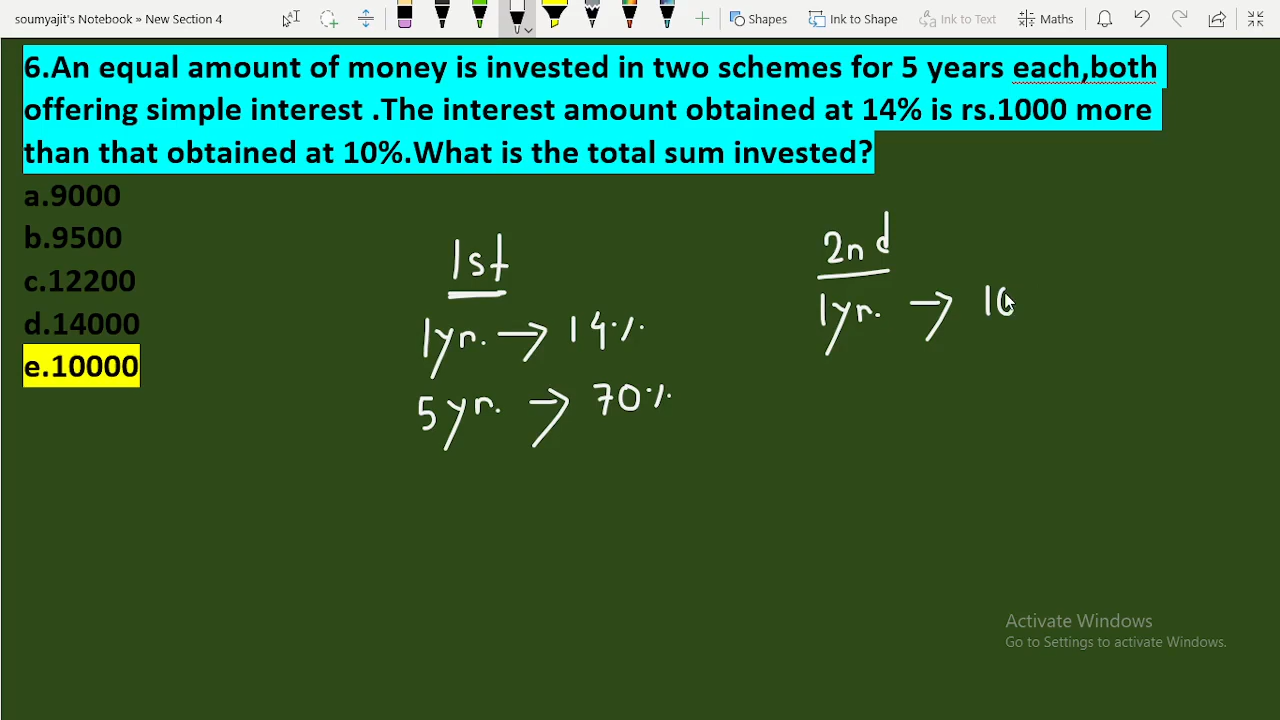 soumyajit's Notebook » New Section 4
Shapes
Ink to Shape
Ink to Text
Maths
6.An equal amount of money is invested in two schemes for 5 years each,both
offering simple interest .The interest amount obtained at 14% is rs.1000 more
than that obtained at 10%.What is the total sum invested?
a.9000
b.9500
c.12200
d.14000
e.10000
1st
1yr. → 14%
5yr. → 70%
2nd
1yr. → 10
Activate Windows
Go to Settings to activate Windows.